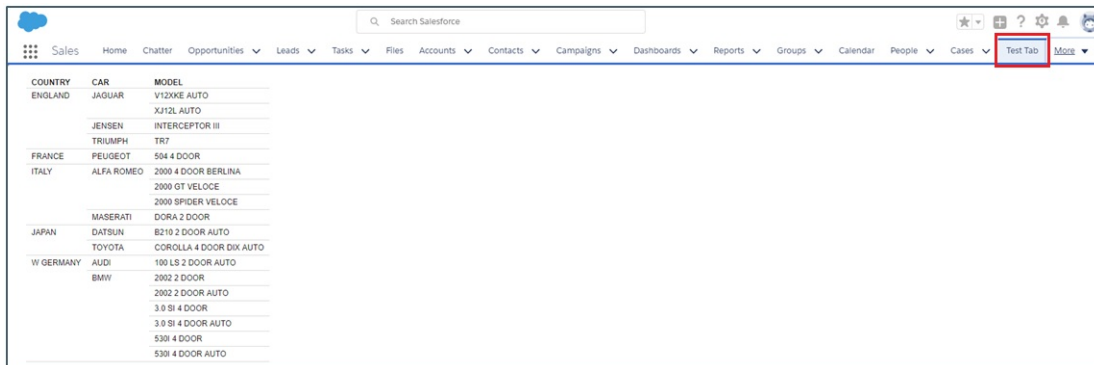 Search Salesforce
Sales Home Chatter Opportunities Leads Tasks Files Accounts Contacts Campaigns Dashboards Reports Groups Calendar People Cases Test Tab More
COUNTRY CAR MODEL
ENGLAND JAGUAR V12XKE AUTO
XJ12L AUTO
JENSEN INTERCEPTOR III
TRIUMPH TR7
FRANCE PEUGEOT 504 4 DOOR
ITALY ALFA ROMEO 2000 4 DOOR BERLINA
2000 GT VELOCE
2000 SPIDER VELOCE
MASERATI DORA 2 DOOR
JAPAN DATSUN B210 2 DOOR AUTO
TOYOTA COROLLA 4 DOOR DIX AUTO
W GERMANY AUDI 100 LS 2 DOOR AUTO
BMW 2002 2 DOOR
2002 2 DOOR AUTO
3.0 SI 4 DOOR
3.0 SI 4 DOOR AUTO
530I 4 DOOR
530I 4 DOOR AUTO